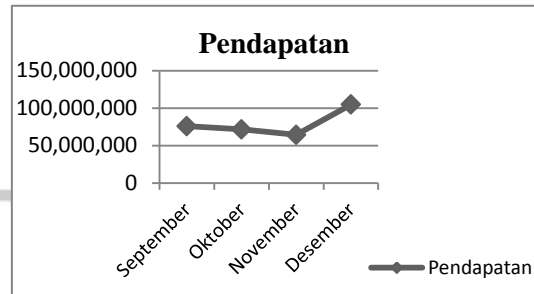 Pendapatan
150,000,000
100,000,000
50,000,000
0
September
Oktober
November
Desember
Pendapatan